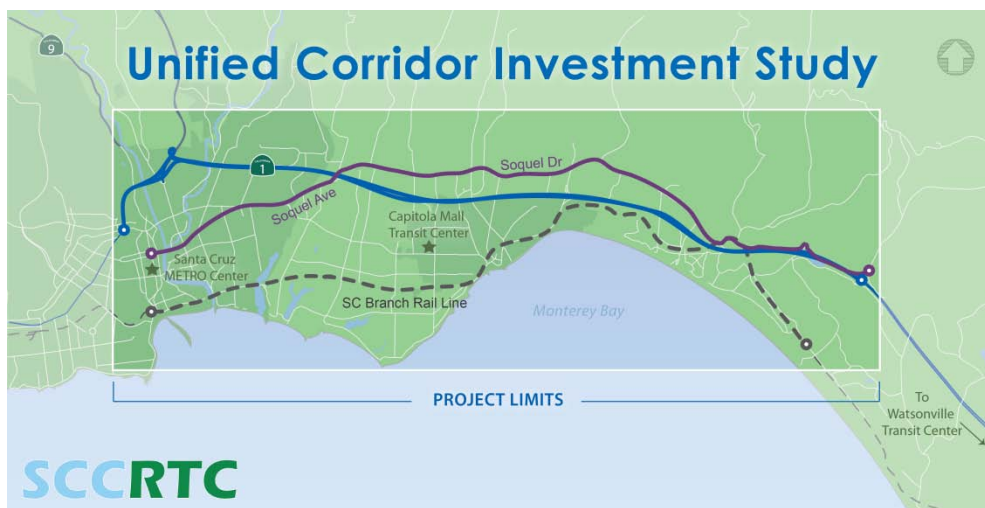 9
Unified Corridor Investment Study
1
Soquel Dr
Soquel Ave
Capitola Mall
Transit Center
Santa Cruz
METRO Center
SC Branch Rail Line
Monterey Bay
PROJECT LIMITS
To
Watsonville
Transit Center
SCCRTC